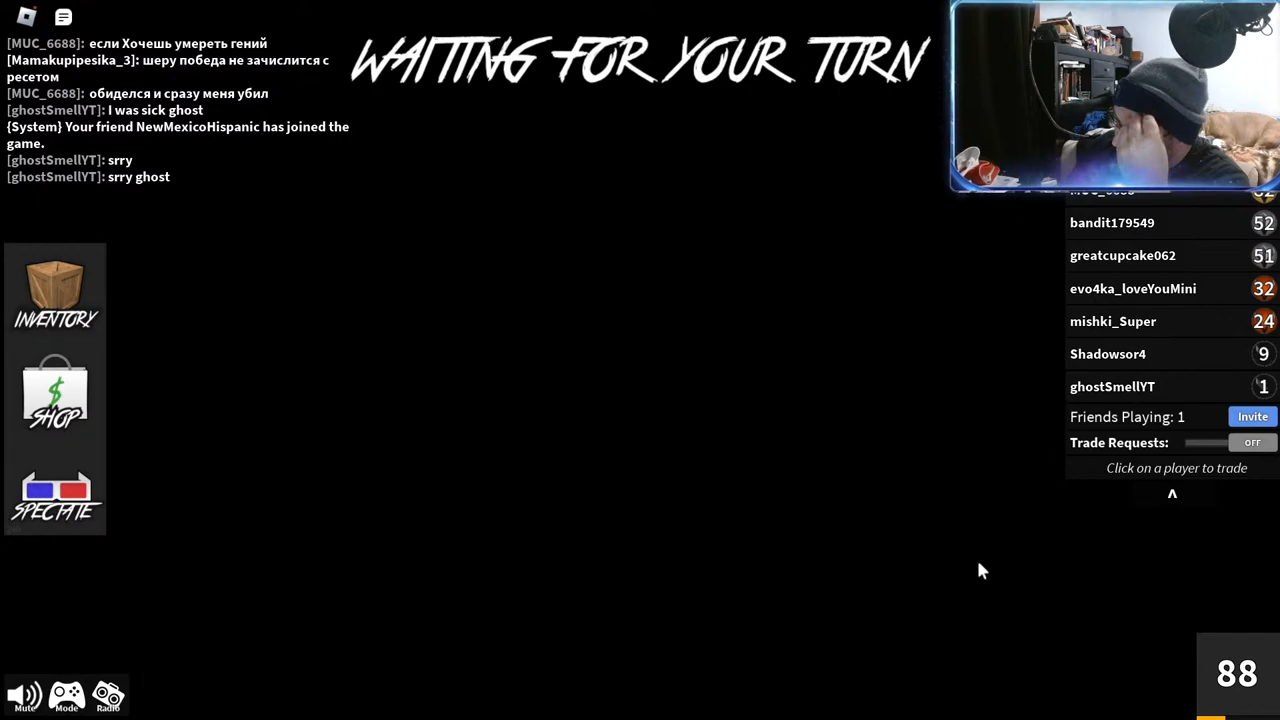 [MUC_6688]: если Хочешь умереть гений
[Mamakupipesika_3]: шеру победа не зачислится с
ресетом
[MUC_6688]: обиделся и сразу меня убил
[ghostSmellYT]: I was sick ghost
{System} Your friend NewMexicoHispanic has joined the
game.
[ghostSmellYT]: srry
[ghostSmellYT]: srry ghost
WAITING FOR YOUR TURN
bandit179549 52
greatcupcake062 51
evo4ka_loveYouMini 32
mishki_Super 24
Shadowsor4 9
ghostSmellYT 1
Friends Playing: 1 Invite
Trade Requests: OFF
Click on a player to trade
^
INVENTORY
$
SHOP
SPECTATE
Mute Mode Radio
88